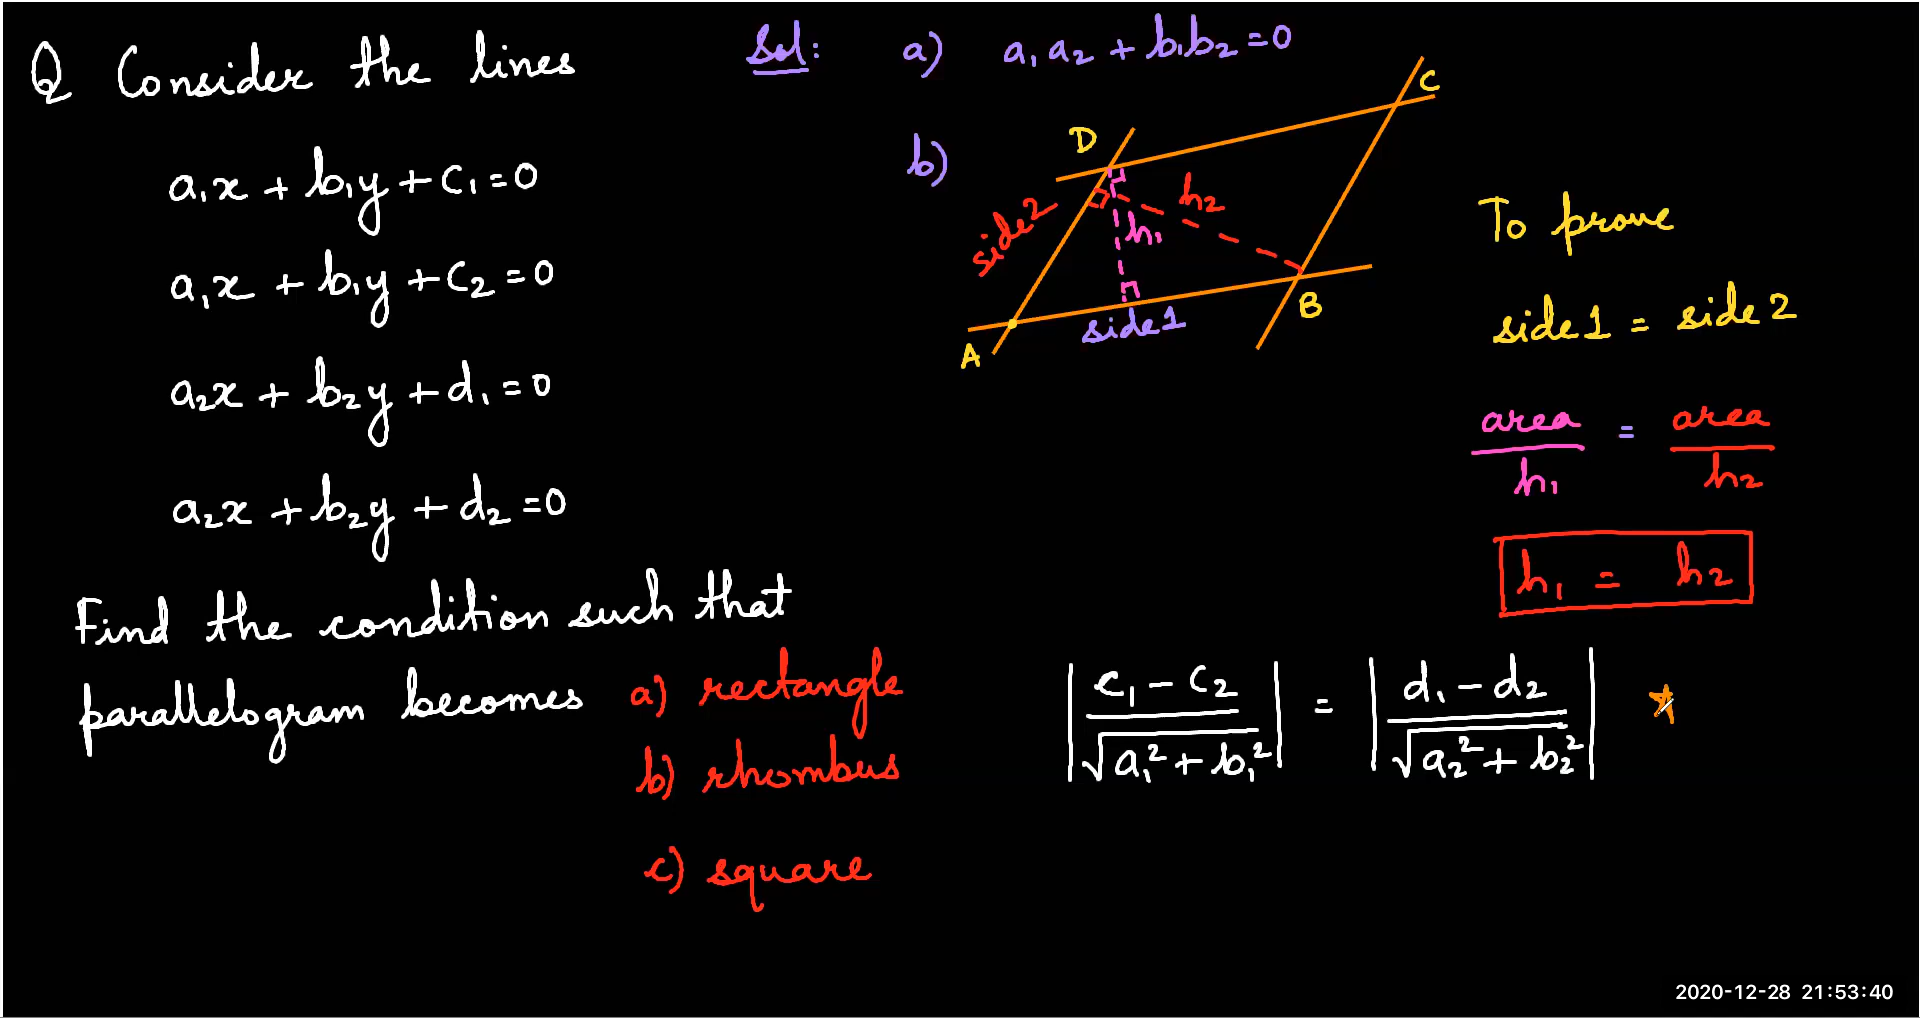 Q Consider the lines
a₁x + b₁y + c₁ = 0
a₁x + b₁y + c₂ = 0
a₂x + b₂y + d₁ = 0
a₂x + b₂y + d₂ = 0
Find the condition such that
parallelogram becomes a) rectangle
b) rhombus
c) square
Sol: a) a₁a₂ + b₁b₂ = 0
b)
D
C
side2
h₁
h₂
A
side1
B
To prove
side1 = side2
area/h₁ = area/h₂
h₁ = h₂
|c₁ - c₂ / √a₁² + b₁²| = |d₁ - d₂ / √a₂² + b₂²| *
2020-12-28 21:53:40